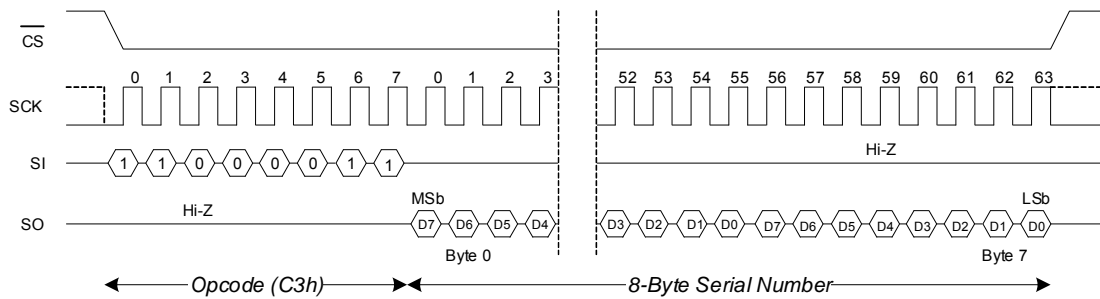 CS
0 1 2 3 4 5 6 7 0 1 2 3 52 53 54 55 56 57 58 59 60 61 62 63
SCK
Hi-Z
SI 1 1 0 0 0 0 1 1
MSb LSb
Hi-Z
SO D7 D6 D5 D4 D3 D2 D1 D0 D7 D6 D5 D4 D3 D2 D1 D0
Byte 0 Byte 7
Opcode (C3h) 8-Byte Serial Number